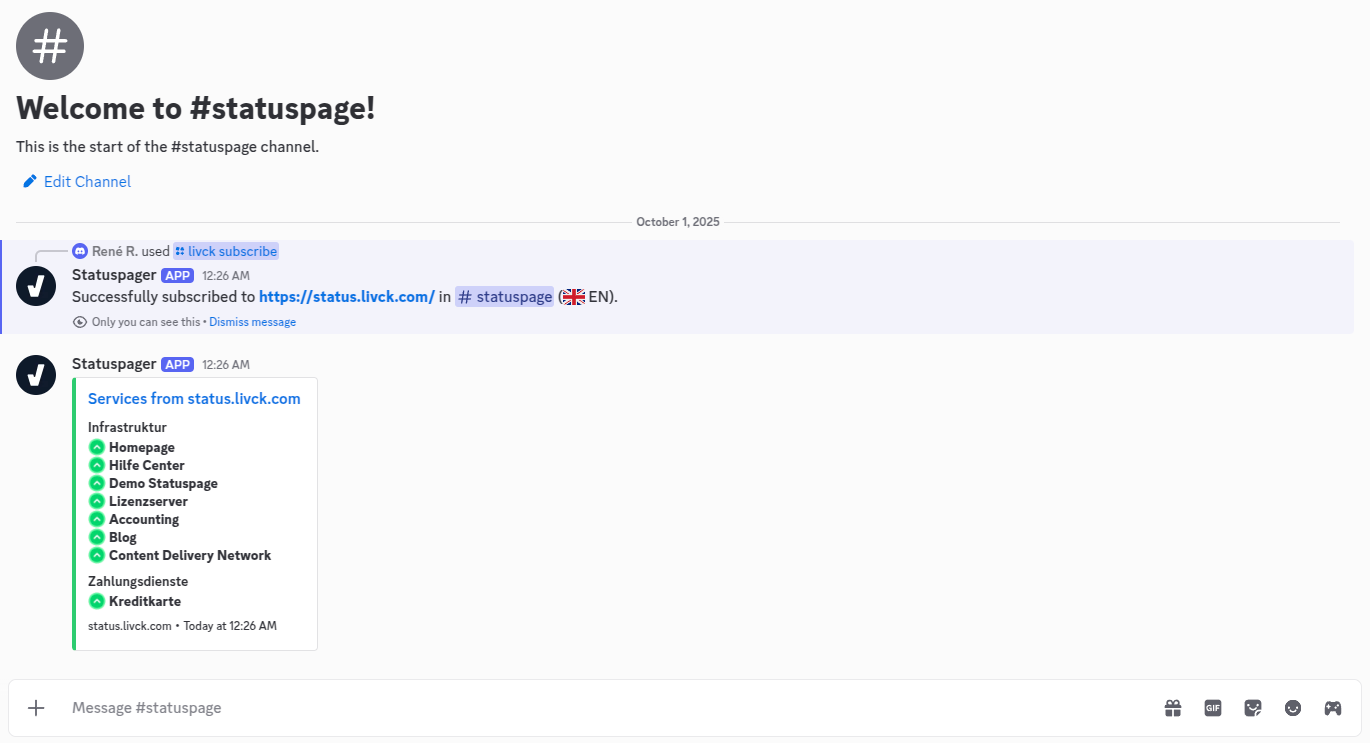 Welcome to #statuspage!
This is the start of the #statuspage channel.
Edit Channel
October 1, 2025
René R. used livck subscribe
Statuspager APP 12:26 AM
Successfully subscribed to https://status.livck.com/ in # statuspage (🇬🇧 EN).
Only you can see this • Dismiss message
Statuspager APP 12:26 AM
Services from status.livck.com
Infrastruktur
Homepage
Hilfe Center
Demo Statuspage
Lizenzserver
Accounting
Blog
Content Delivery Network
Zahlungsdienste
Kreditkarte
status.livck.com • Today at 12:26 AM
Message #statuspage
GIF